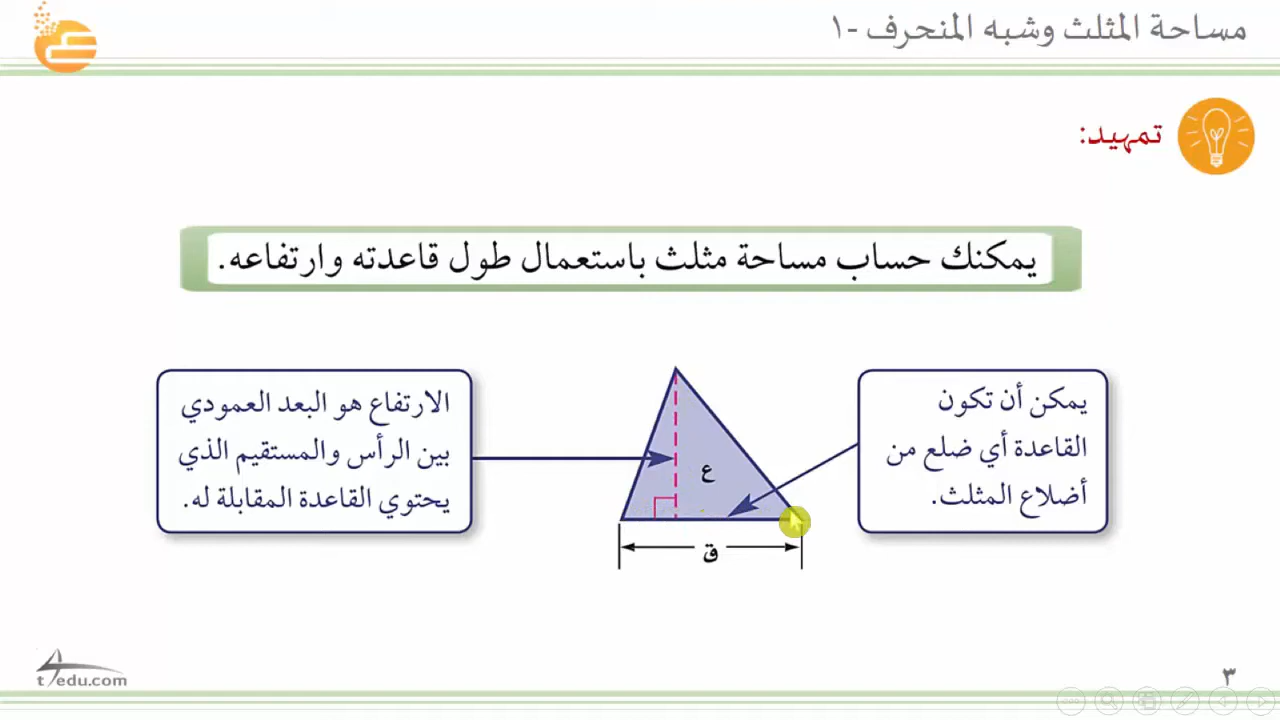 مساحة المثلث وشبه المنحرف -١
تمهيد:
يمكنك حساب مساحة مثلث باستعمال طول قاعدته وارتفاعه.
يمكن أن تكون
القاعدة أي ضلع من
أضلاع المثلث.
الارتفاع هو البعد العمودي
بين الرأس والمستقيم الذي
يحتوي القاعدة المقابلة له.
ع
ق
t4edu.com
٣